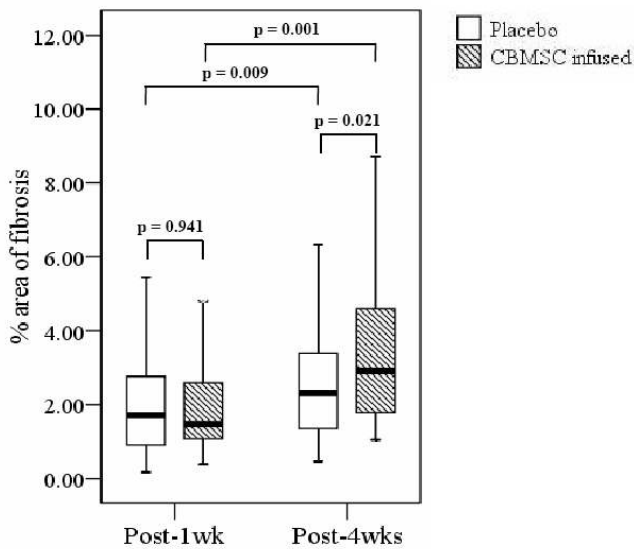 Placebo
CBMSC infused
12.00
10.00
8.00
6.00
4.00
2.00
0.00
% area of fibrosis
p = 0.001
p = 0.009
p = 0.021
p = 0.941
Post-1wk
Post-4wks